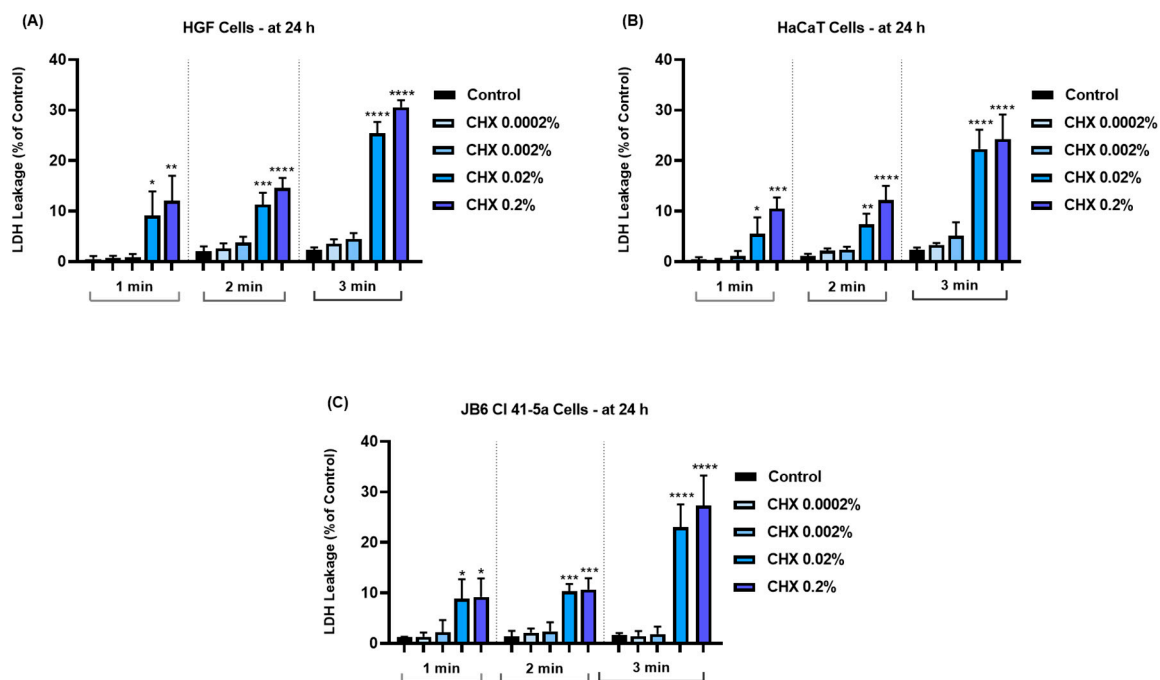 (A)
HGF Cells - at 24 h
LDH Leakage (% of Control)
40
30
20
10
0
* ** *** **** **** ****
1 min 2 min 3 min
Control
CHX 0.0002%
CHX 0.002%
CHX 0.02%
CHX 0.2%
(B)
HaCaT Cells - at 24 h
LDH Leakage (% of Control)
40
30
20
10
0
* *** ** **** **** ****
1 min 2 min 3 min
Control
CHX 0.0002%
CHX 0.002%
CHX 0.02%
CHX 0.2%
(C)
JB6 Cl 41-5a Cells - at 24 h
LDH Leakage (% of Control)
40
30
20
10
0
* * *** *** **** ****
1 min 2 min 3 min
Control
CHX 0.0002%
CHX 0.002%
CHX 0.02%
CHX 0.2%